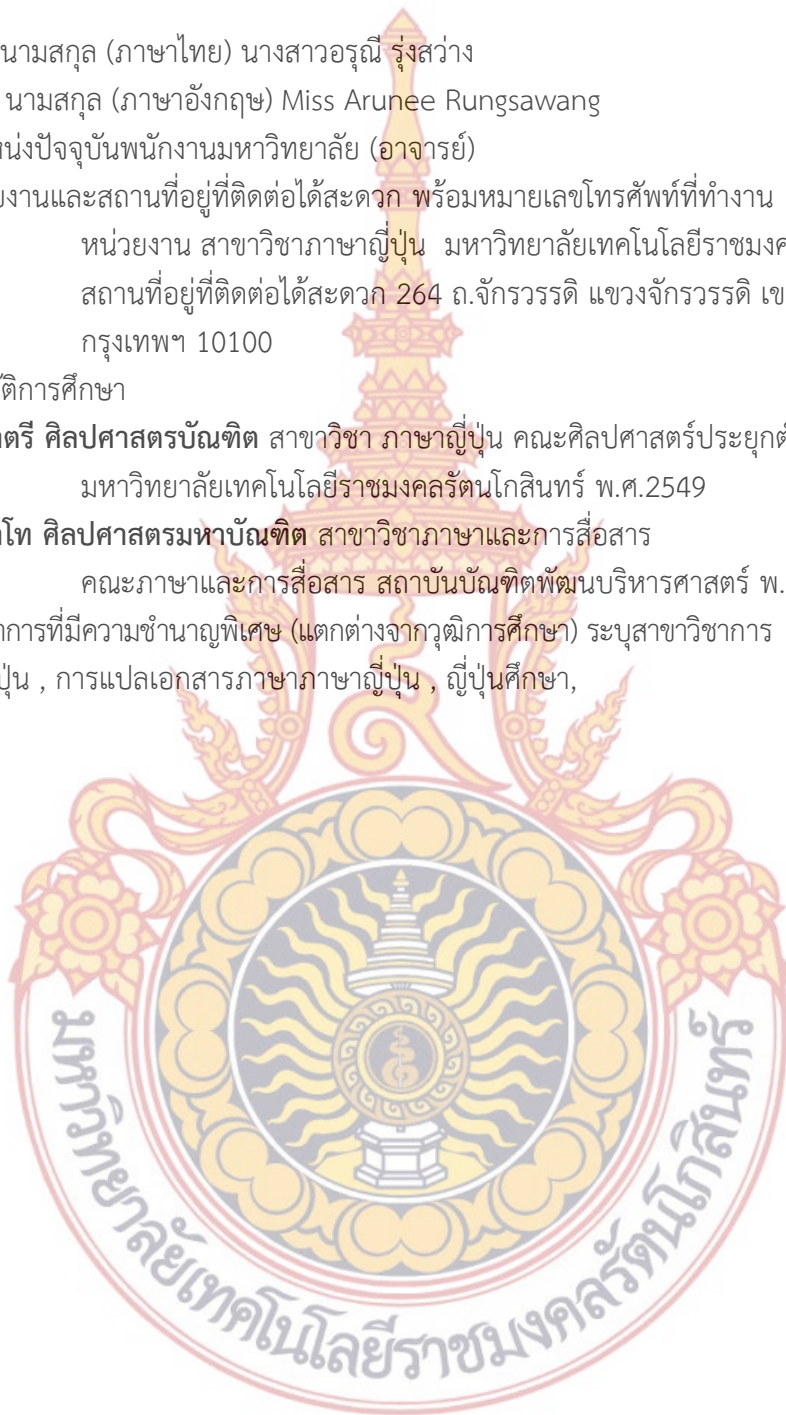 นามสกุล (ภาษาไทย) นางสาวอรุณี รุ่งสว่าง
นามสกุล (ภาษาอังกฤษ) Miss Arunee Rungsawang
หน่งปัจจุบันพนักงานมหาวิทยาลัย (อาจารย์)
ยงานและสถานที่อยู่ที่ติดต่อได้สะดวก พร้อมหมายเลขโทรศัพท์ที่ทำงาน
หน่วยงาน สาขาวิชาภาษาญี่ปุ่น มหาวิทยาลัยเทคโนโลยีราชมงค
สถานที่อยู่ที่ติดต่อได้สะดวก 264 ถ.จักรวรรดิ แขวงจักรวรรดิ เข
กรุงเทพฯ 10100
ัติการศึกษา
ตรี ศิลปศาสตรบัณฑิต สาขาวิชา ภาษาญี่ปุ่น คณะศิลปศาสตร์ประยุกต์
มหาวิทยาลัยเทคโนโลยีราชมงคลรัตนโกสินทร์ พ.ศ.2549
โท ศิลปศาสตรมหาบัณฑิต สาขาวิชาภาษาและการสื่อสาร
คณะภาษาและการสื่อสาร สถาบันบัณฑิตพัฒนบริหารศาสตร์ พ.
าการที่มีความชำนาญพิเศษ (แตกต่างจากวุฒิการศึกษา) ระบุสาขาวิชาการ
ปุ่น , การแปลเอกสารภาษาภาษาญี่ปุ่น , ญี่ปุ่นศึกษา,
มหาวิทยาลัยเทคโนโลยีราชมงคลรัตนโกสินทร์